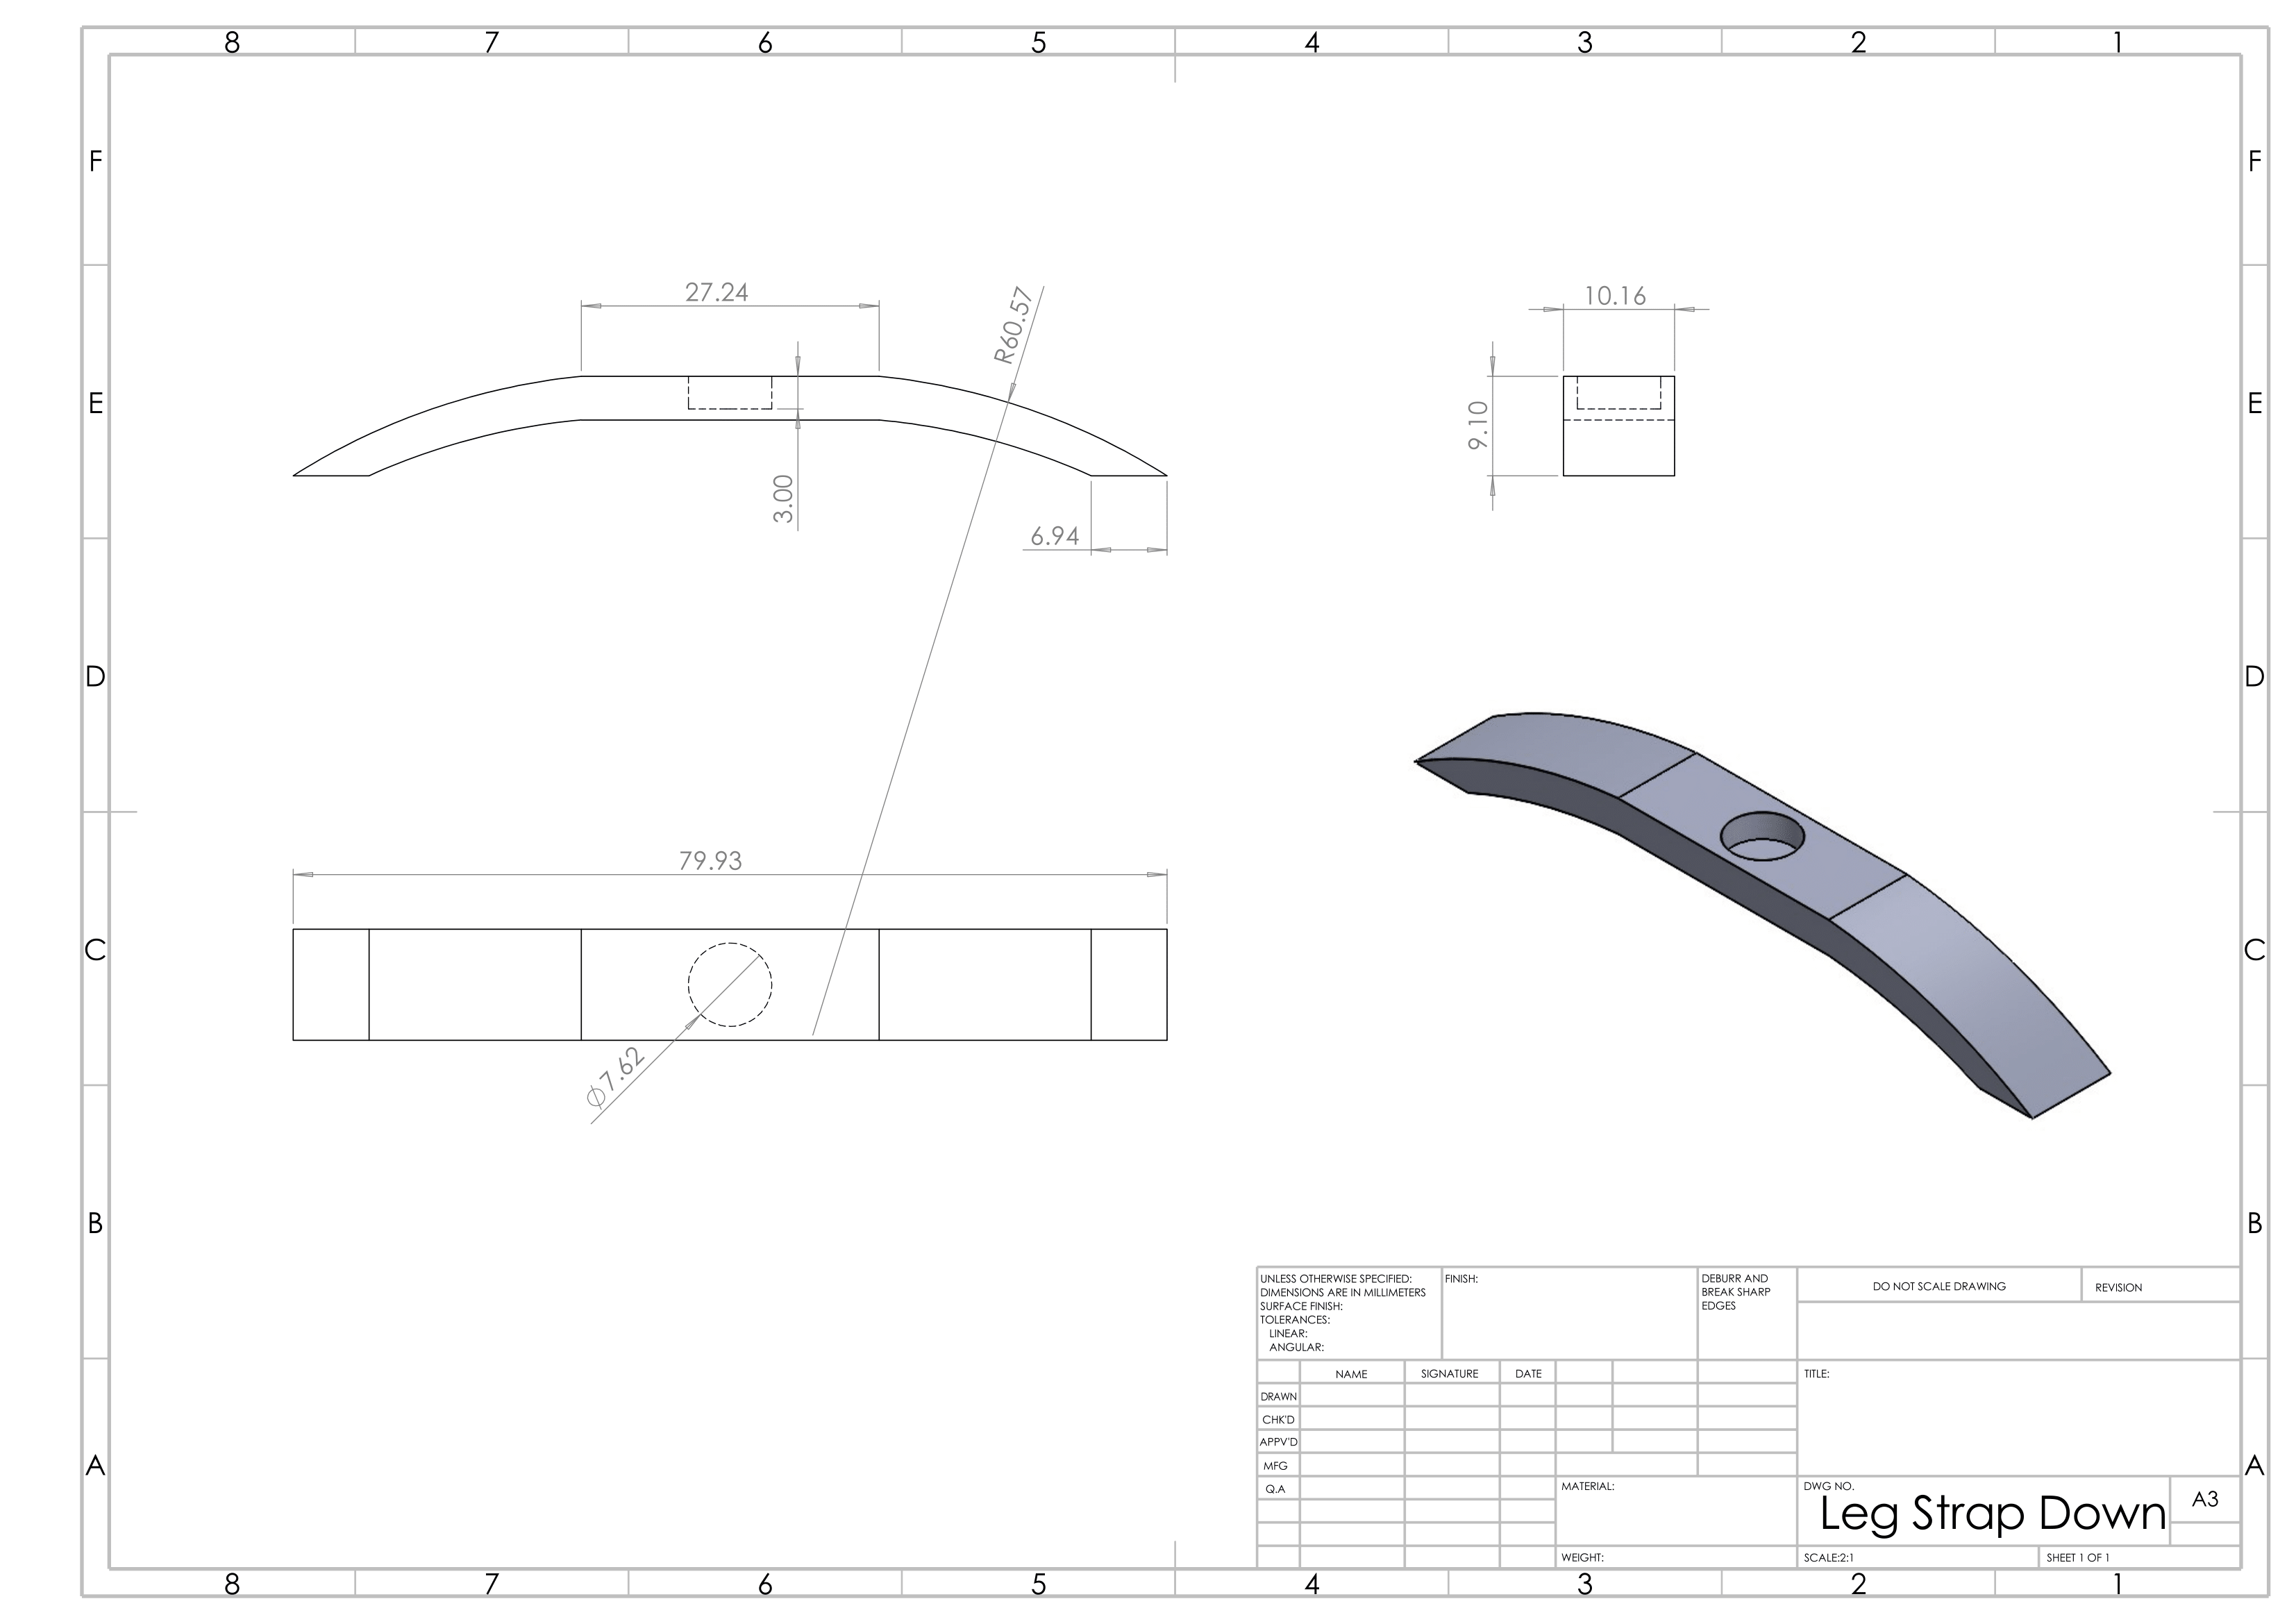 8 7 6 5 4 3 2 1
F F
27.24
R60.57
10.16
E E
9.10
3.00
6.94
D D
79.93
C C
∅7.62
B B
UNLESS OTHERWISE SPECIFIED:
DIMENSIONS ARE IN MILLIMETERS
SURFACE FINISH:
TOLERANCES:
LINEAR:
ANGULAR:
FINISH:
DEBURR AND
BREAK SHARP
EDGES
DO NOT SCALE DRAWING
REVISION
NAME SIGNATURE DATE
TITLE:
DRAWN
CHK'D
APPV'D
MFG
Q.A
A A
MATERIAL:
DWG NO.
Leg Strap Down
A3
WEIGHT:
SCALE:2:1
SHEET 1 OF 1
8 7 6 5 4 3 2 1